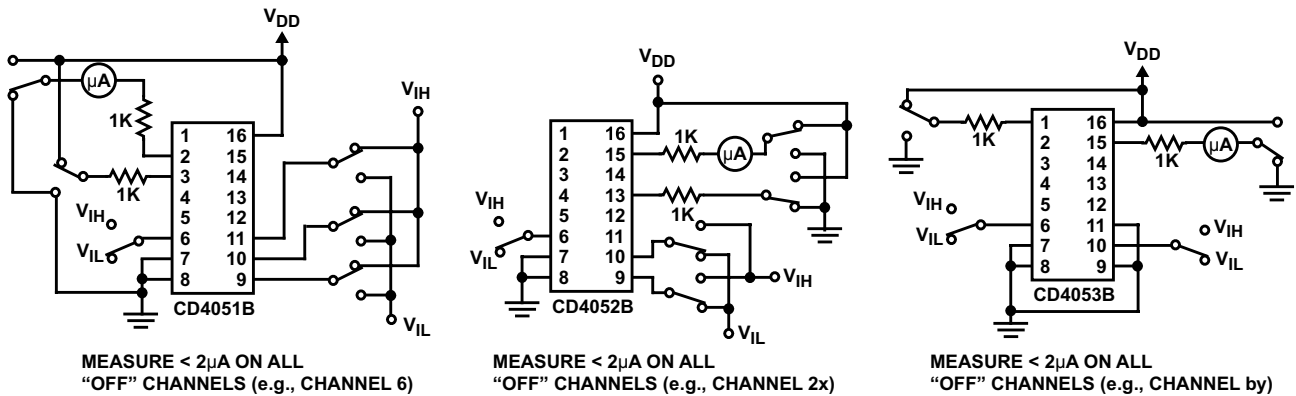 VDD
µA
1K
1K
1 16
2 15
3 14
4 13
5 12
6 11
7 10
8 9
VIH
VIL
VIH
VIL
CD4051B
MEASURE < 2µA ON ALL
“OFF” CHANNELS (e.g., CHANNEL 6)
VDD
1K
µA
1K
1 16
2 15
3 14
4 13
5 12
6 11
7 10
8 9
VIH
VIL
VIH
VIL
CD4052B
MEASURE < 2µA ON ALL
“OFF” CHANNELS (e.g., CHANNEL 2x)
VDD
1K
1K
µA
1 16
2 15
3 14
4 13
5 12
6 11
7 10
8 9
VIH
VIL
VIH
VIL
CD4053B
MEASURE < 2µA ON ALL
“OFF” CHANNELS (e.g., CHANNEL by)